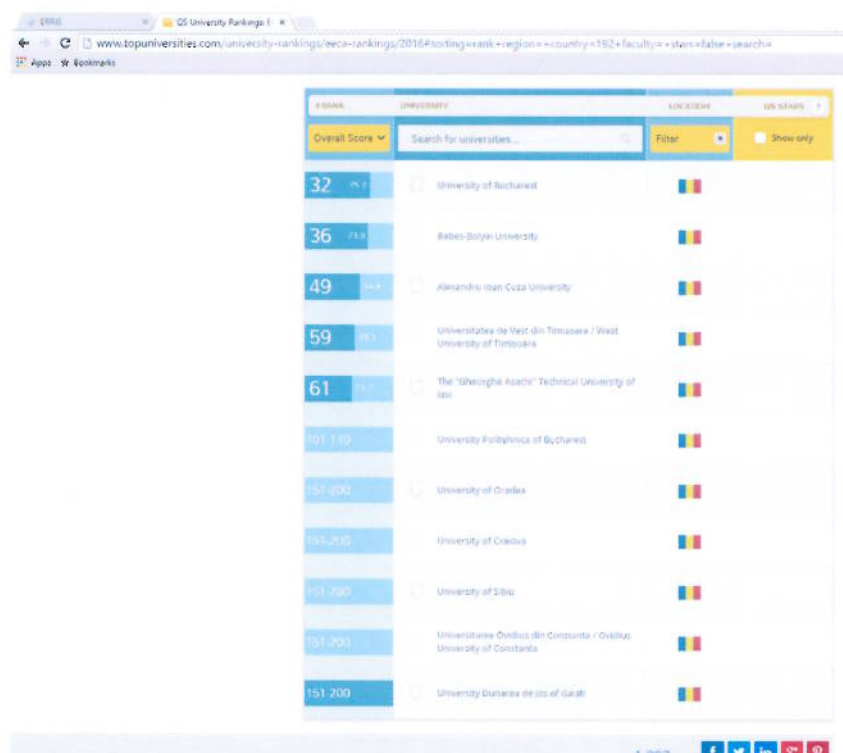 QS University Rankings: E
www.topuniversities.com/university-rankings/eeca-rankings/2016#sorting=rank+region=+country=192+faculty=+stars=false+search=
Apps Bookmarks
# RANK UNIVERSITY LOCATION QS STARS
Overall Score Search for universities... Filter Show only
32 University of Bucharest
36 Babes-Bolyai University
49 Alexandru Ioan Cuza University
59 Universitatea de Vest din Timisoara / West
University of Timisoara
61 The "Gheorghe Asachi" Technical University of
Iasi
101-110 University Politehnica of Bucharest
151-200 University of Oradea
151-200 University of Craiova
151-200 University of Sibiu
151-200 Universitatea Ovidius din Constanta / Ovidius
University of Constanta
151-200 University Dunarea de Jos of Galati